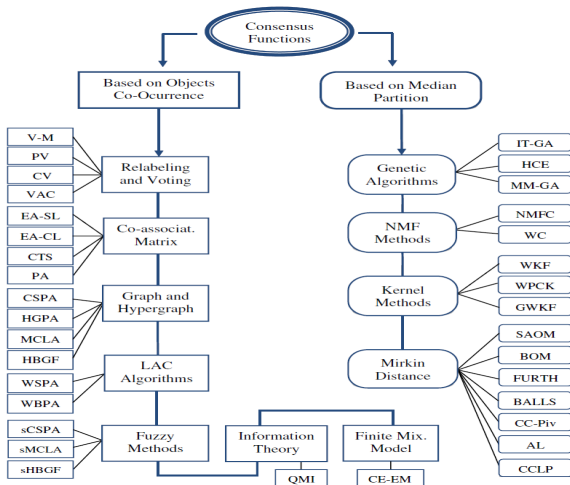 Consensus
Functions
Based on Objects
Co-Ocurrence
Based on Median
Partition
V-M
PV
CV
VAC
Relabeling
and Voting
EA-SL
EA-CL
CTS
PA
Co-associat.
Matrix
CSPA
HGPA
MCLA
HBGF
Graph and
Hypergraph
WSPA
WBPA
LAC
Algorithms
sCSPA
sMCLA
sHBGF
Fuzzy
Methods
Information
Theory
QMI
Finite Mix.
Model
CE-EM
Genetic
Algorithms
IT-GA
HCE
MM-GA
NMF
Methods
NMFC
WC
Kernel
Methods
WKF
WPCK
GWKF
Mirkin
Distance
SAOM
BOM
FURTH
BALLS
CC-Piv
AL
CCLP